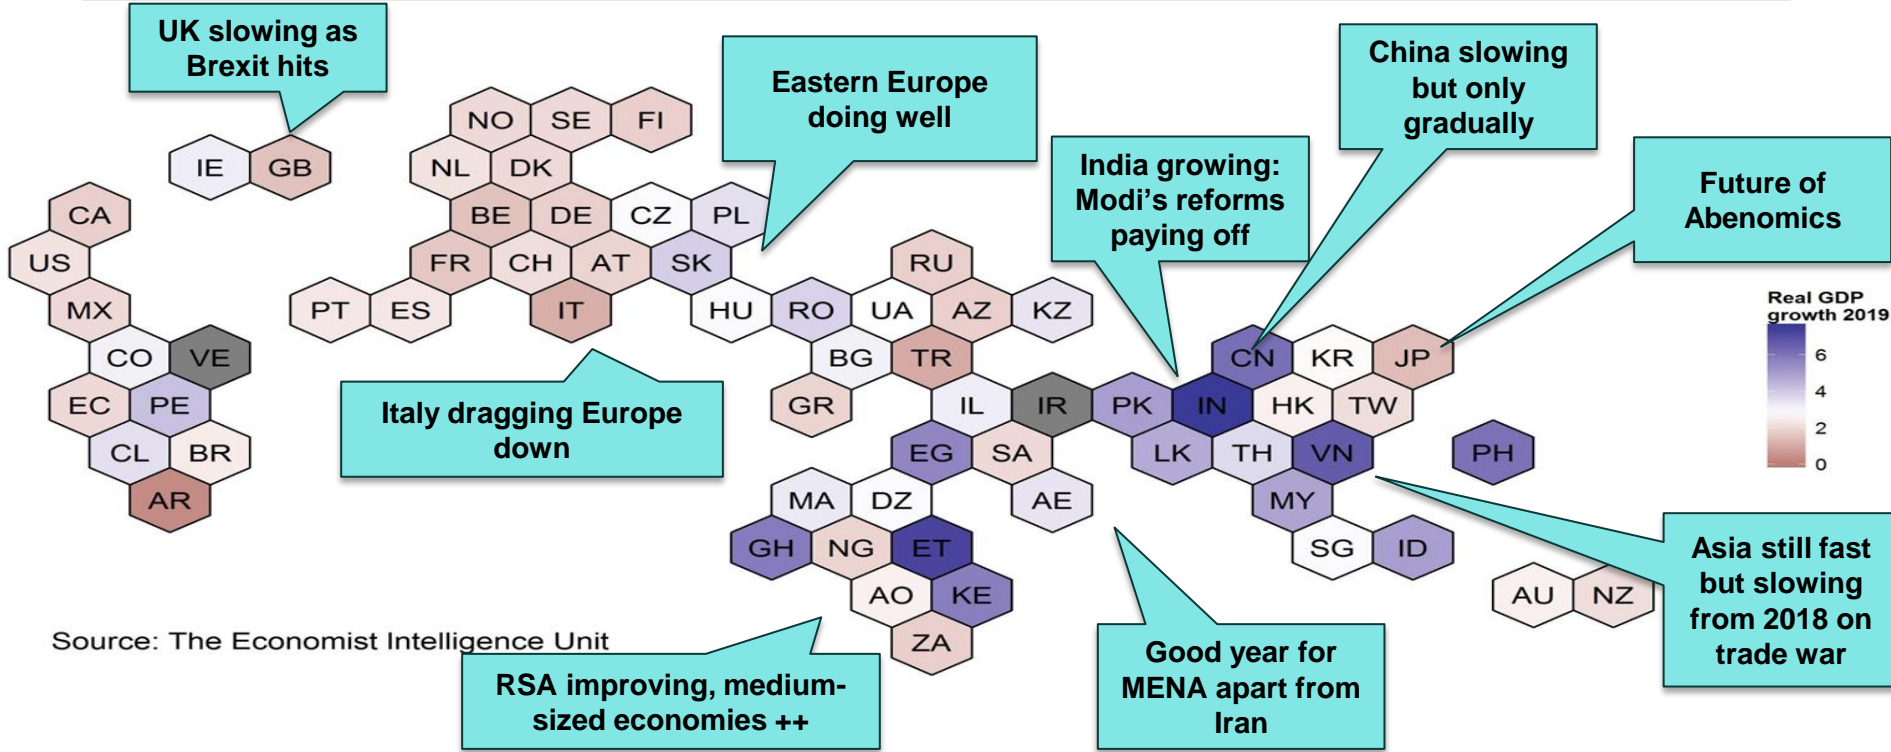 UK slowing as
Brexit hits
Eastern Europe
doing well
China slowing
but only
gradually
India growing:
Modi’s reforms
paying off
Future of
Abenomics
NO SE FI
IE GB NL DK
CA BE DE CZ PL
US FR CH AT SK RU
MX PT ES IT HU RO UA AZ KZ
Real GDP
growth 2019
6
4
2
0
CO VE BG TR CN KR JP
EC PE GR IL IR PK IN HK TW
Italy dragging Europe
down
CL BR EG SA LK TH VN PH
AR MA DZ AE MY
GH NG ET SG ID
AO KE AU NZ
ZA
Asia still fast
but slowing
from 2018 on
trade war
Source: The Economist Intelligence Unit
RSA improving, medium-
sized economies ++
Good year for
MENA apart from
Iran